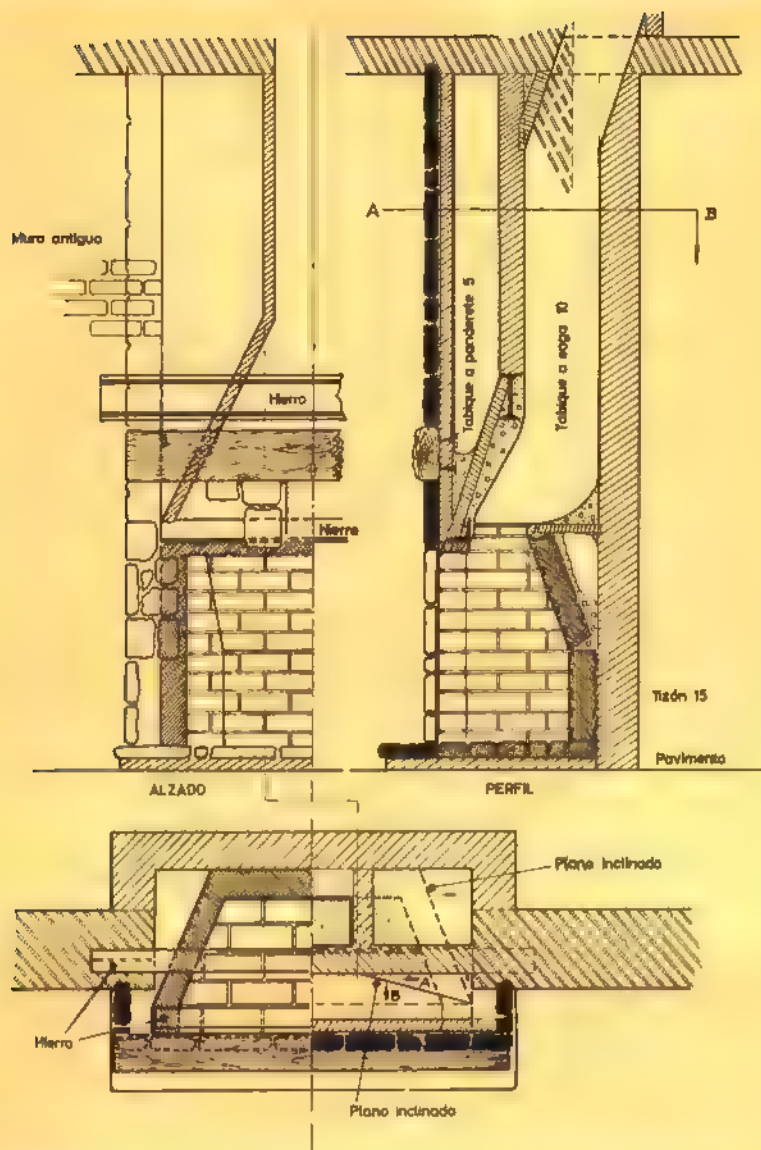 A
B
Muro antiguo
Tabique a panderete 5
Tabique a soga 10
Hierro
Hierro
Tizón 15
Pavimento
ALZADO
PERFIL
Plano inclinado
A
B
Hierro
Plano inclinado